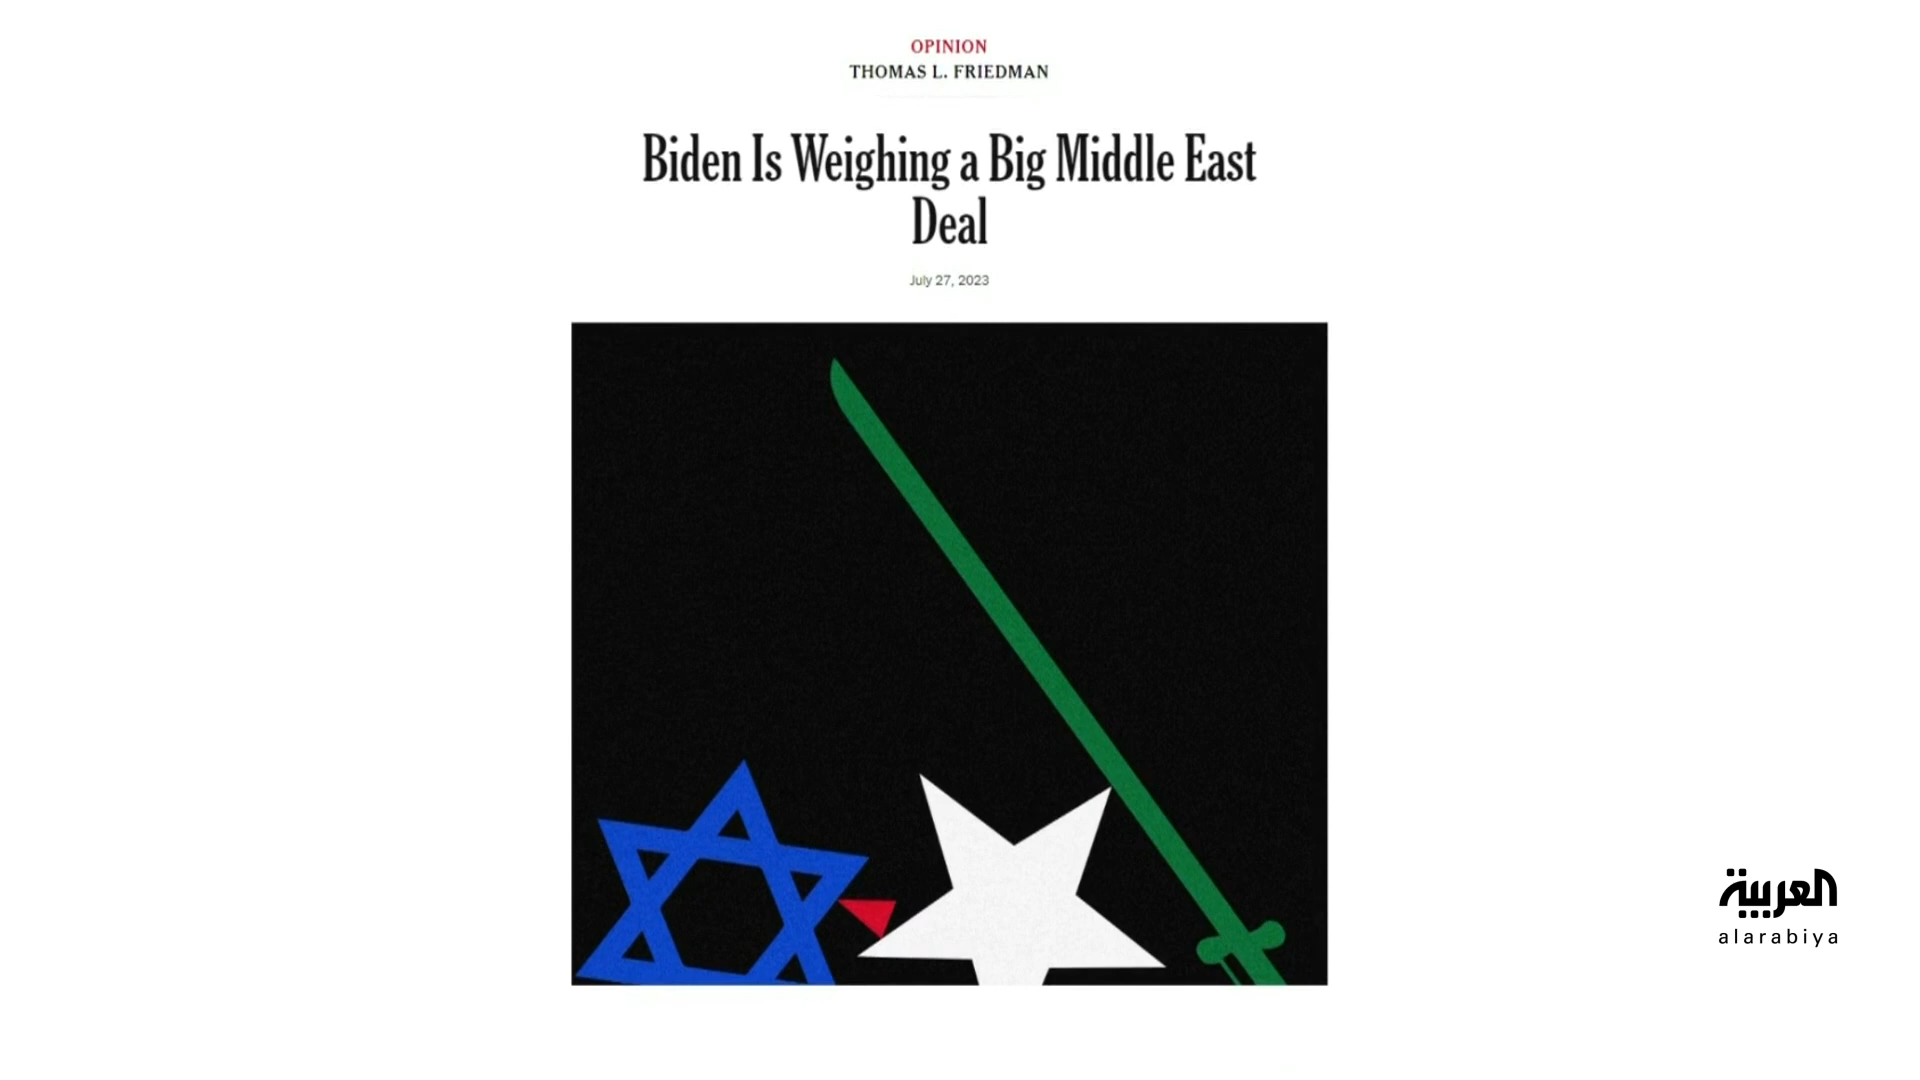 OPINION
THOMAS L. FRIEDMAN
Biden Is Weighing a Big Middle East
Deal
July 27, 2023
العربية
alarabiya